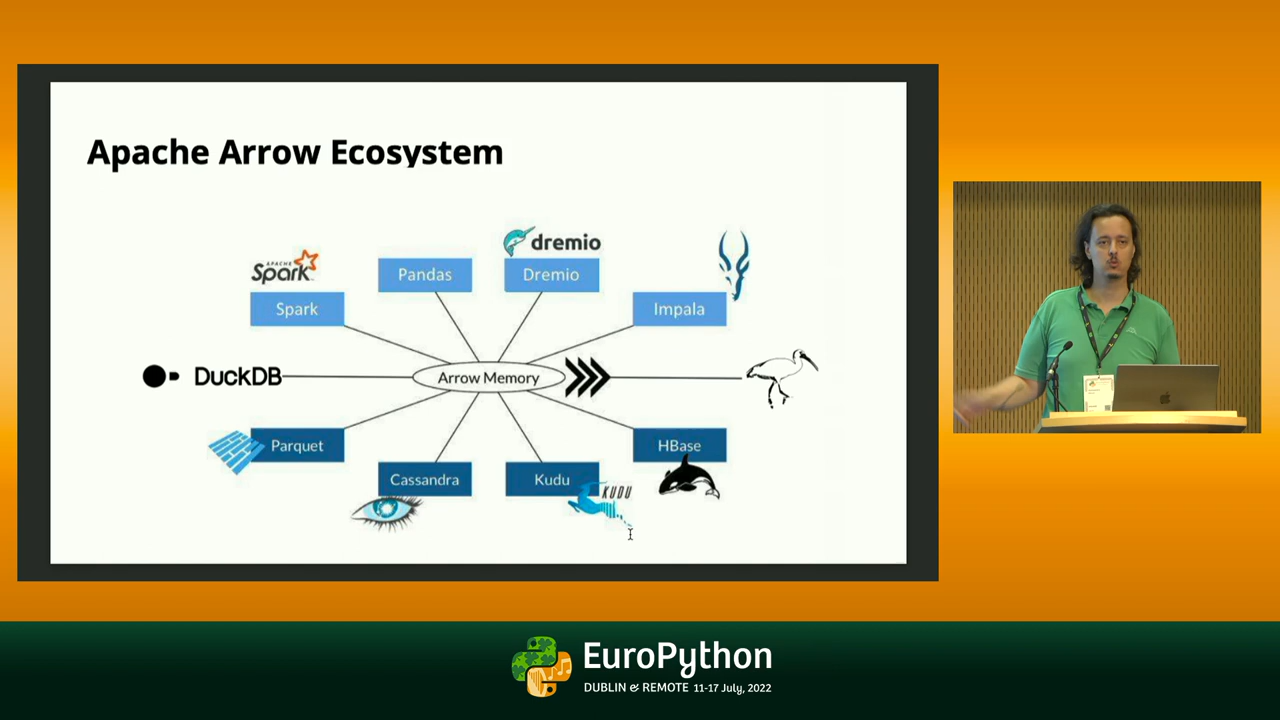 Apache Arrow Ecosystem
APACHE
Spark
Spark
Pandas
dremio
Dremio
Impala
DuckDB
Arrow Memory
Parquet
Cassandra
Kudu
KUDU
HBase
EuroPython
DUBLIN & REMOTE 11-17 July, 2022